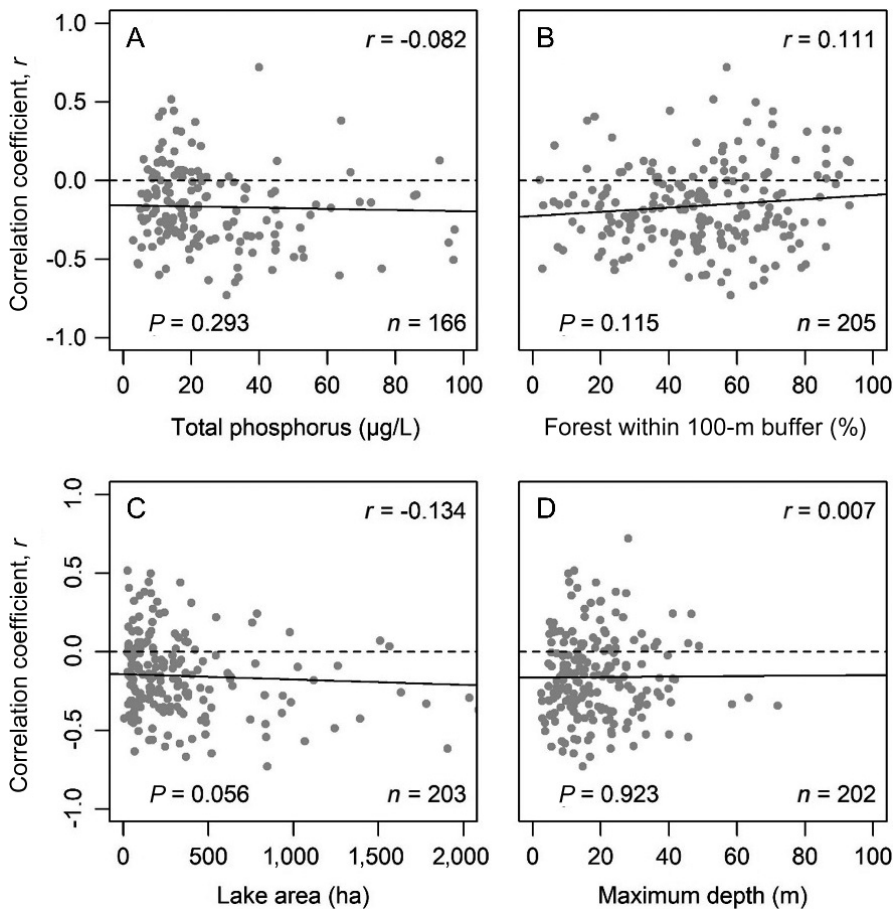 A
r = -0.082
P = 0.293
n = 166
1.0
0.5
0.0
-0.5
-1.0
Correlation coefficient, r
0 20 40 60 80 100
Total phosphorus (µg/L)
B
r = 0.111
P = 0.115
n = 205
0 20 40 60 80 100
Forest within 100-m buffer (%)
C
r = -0.134
P = 0.056
n = 203
1.0
0.5
0.0
-0.5
-1.0
Correlation coefficient, r
0 500 1,000 1,500 2,000
Lake area (ha)
D
r = 0.007
P = 0.923
n = 202
0 20 40 60 80 100
Maximum depth (m)